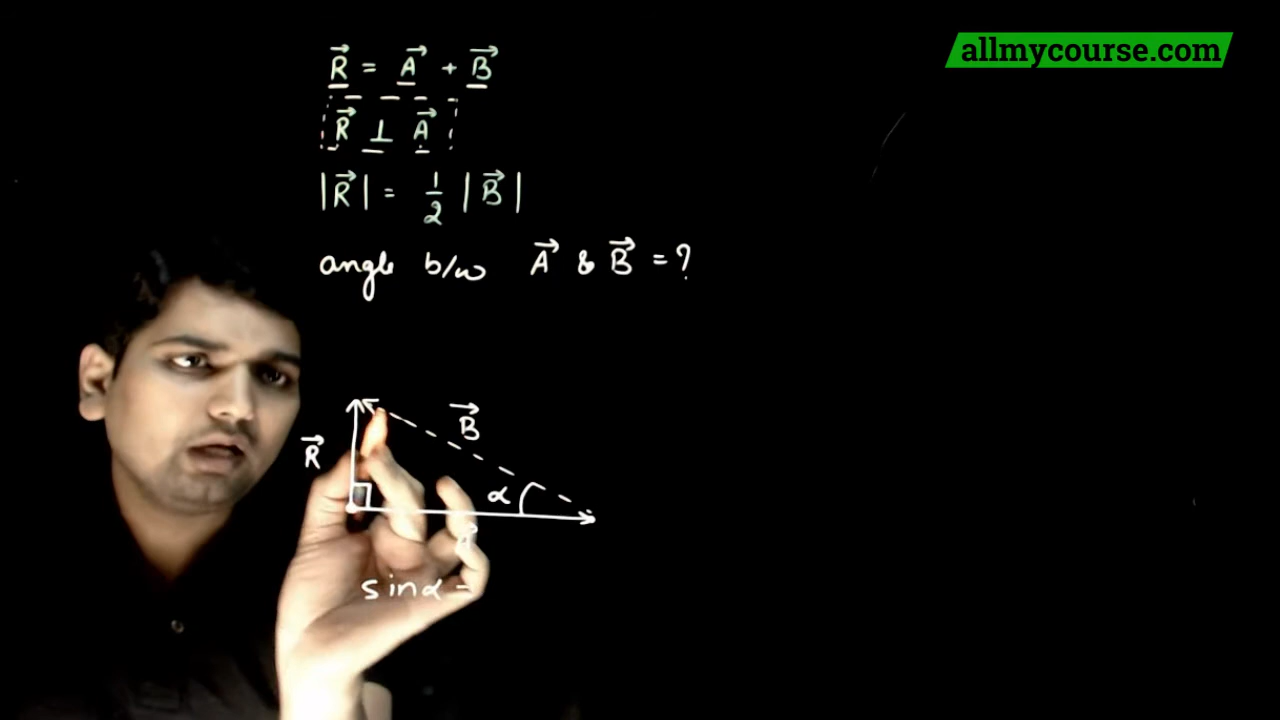 allmycourse.com
R⃗ = A⃗ + B⃗
R⃗ ⊥ A⃗
|R⃗| = 1/2 |B⃗|
angle b/w A⃗ & B⃗ = ?
B⃗
R⃗
α
sinα =